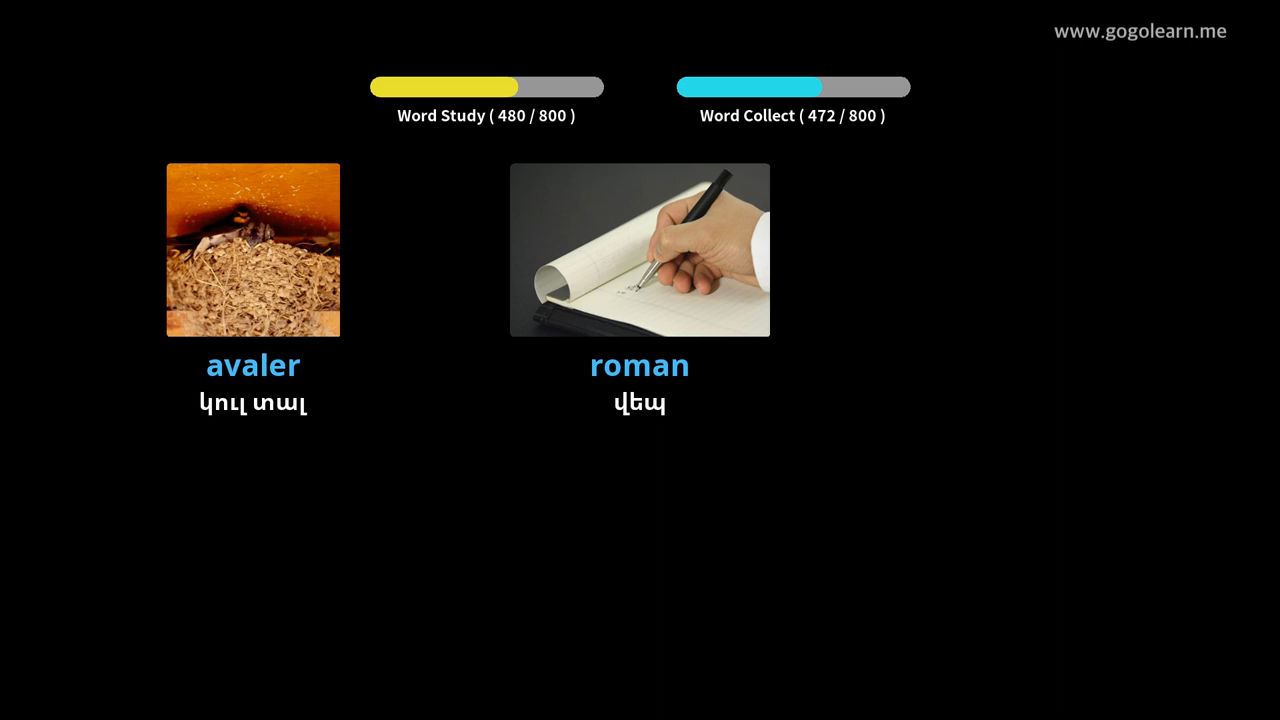 www.gogolearn.me
Word Study ( 480 / 800 )
Word Collect ( 472 / 800 )
avaler
կուլ տալ
roman
վեպ